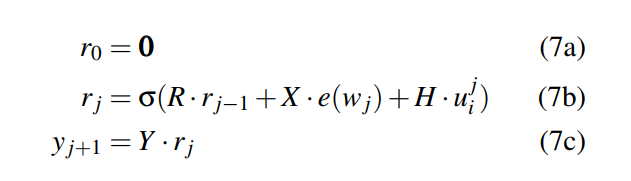 r₀ = 𝟎 (7a)
rⱼ = σ(R · rⱼ₋₁ + X · e(wⱼ) + H · uᵢʲ) (7b)
yⱼ₊₁ = Y · rⱼ (7c)